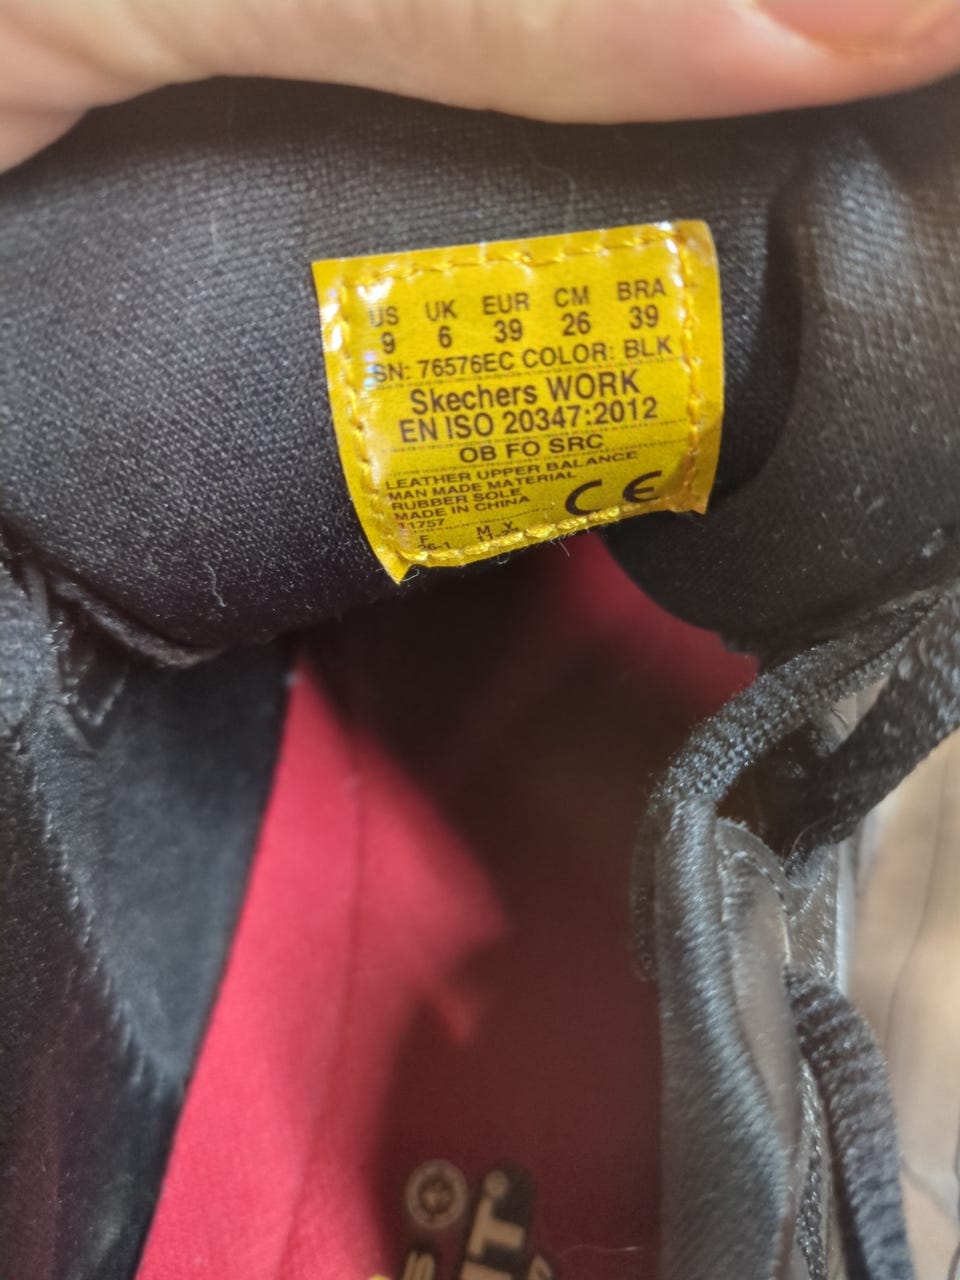 US UK EUR CM BRA
9 6 39 26 39
SN: 76576EC COLOR: BLK
Skechers WORK
EN ISO 20347:2012
OB FO SRC
LEATHER UPPER BALANCE
MAN MADE MATERIAL
RUBBER SOLE
MADE IN CHINA
CE
11757
F M Y